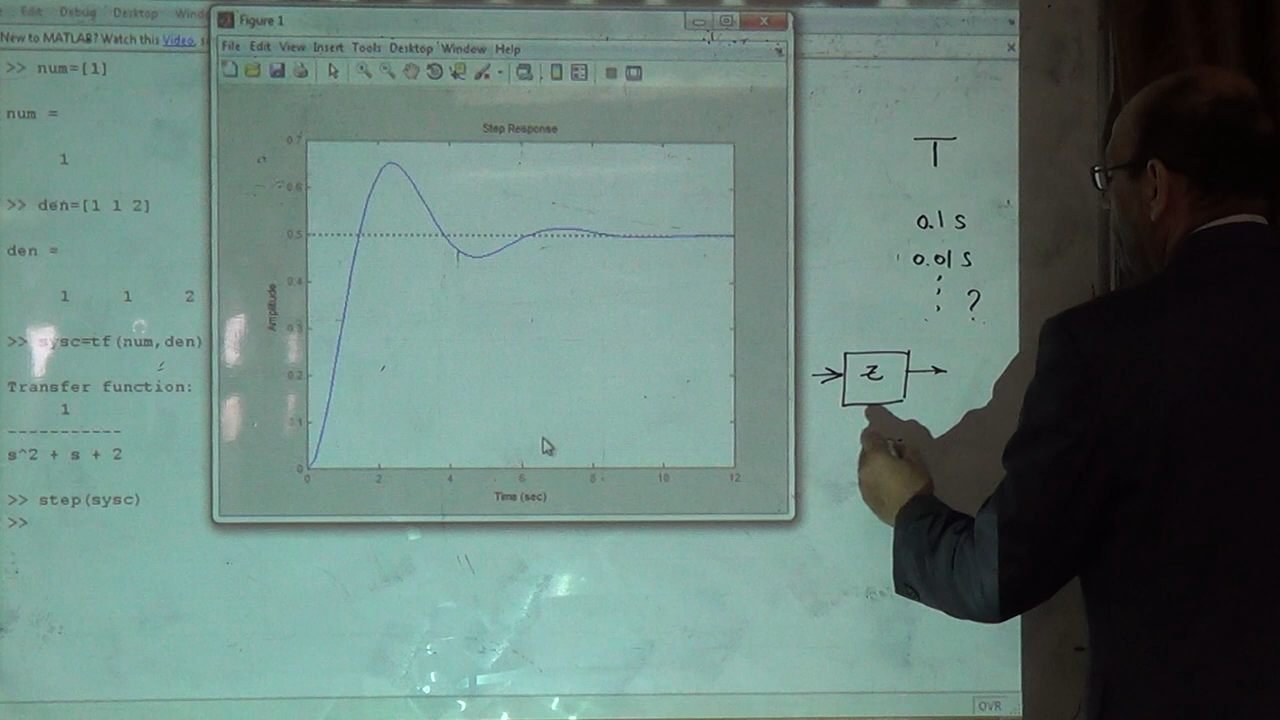 Edit Debug Desktop
New to MATLAB? Watch this Video,
>> num=[1]
num =
1
>> den=[1 1 2]
den =
1 1 2
>> sysc=tf(num,den)
Transfer function:
1
-----------
s^2 + s + 2
>> step(sysc)
>>
Figure 1
File Edit View Insert Tools Desktop Window Help
Step Response
Amplitude
0.7
0.6
0.5
0.4
0.3
0.2
0.1
0
0 2 4 6 8 10 12
Time (sec)
T
0.1 s
0.01 s
?
z
OVR